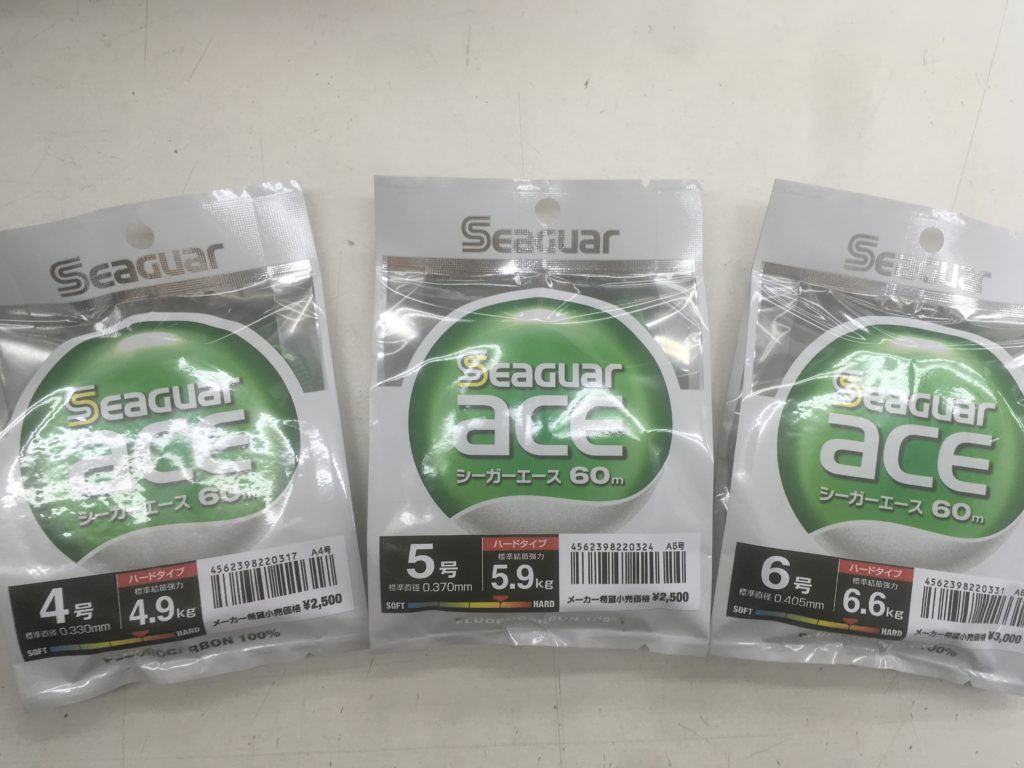 Seaguar
Seaguar
ace
シーガーエース 60m
4号
標準直径 0.330mm
ハードタイプ
標準結節強力
4.9kg
SOFT
HARD
4562398220317 A4号
メーカー希望小売価格 ¥2,500
FLUOROCARBON 100%
Seaguar
Seaguar
ace
シーガーエース 60m
5号
標準直径 0.370mm
ハードタイプ
標準結節強力
5.9kg
SOFT
HARD
4562398220324 A5号
メーカー希望小売価格 ¥2,500
FLUOROCARBON 100%
Seaguar
Seaguar
ace
シーガーエース 60m
6号
標準直径 0.405mm
ハードタイプ
標準結節強力
6.6kg
SOFT
HARD
4562398220331
メーカー希望小売価格 ¥3,000
100%